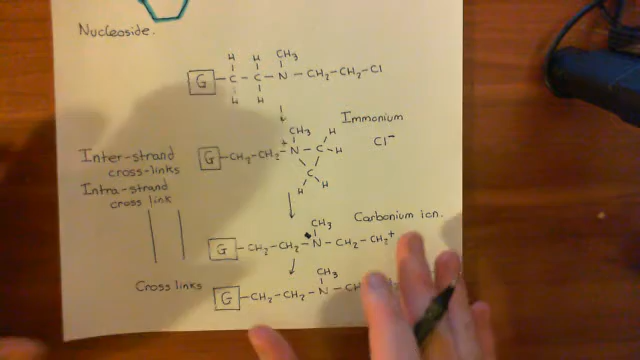 Nucleoside.
H H CH₃
G - C - C - N - CH₂ - CH₂ - Cl
H H
Immonium
CH₃ H
G - CH₂ - CH₂ - N⁺ - C - H Cl⁻
C
H H
Inter-strand
cross-links
Intra-strand
cross link
Carbonium ion.
CH₃
G - CH₂ - CH₂ - N - CH₂ - CH₂⁺
Cross links
CH₃
G - CH₂ - CH₂ - N